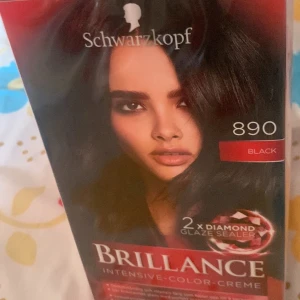 Schwarzkopf
890
BLACK
2 x DIAMOND
GLAZE SEALER
BRILLANCE
INTENSIVE-COLOR-CREME